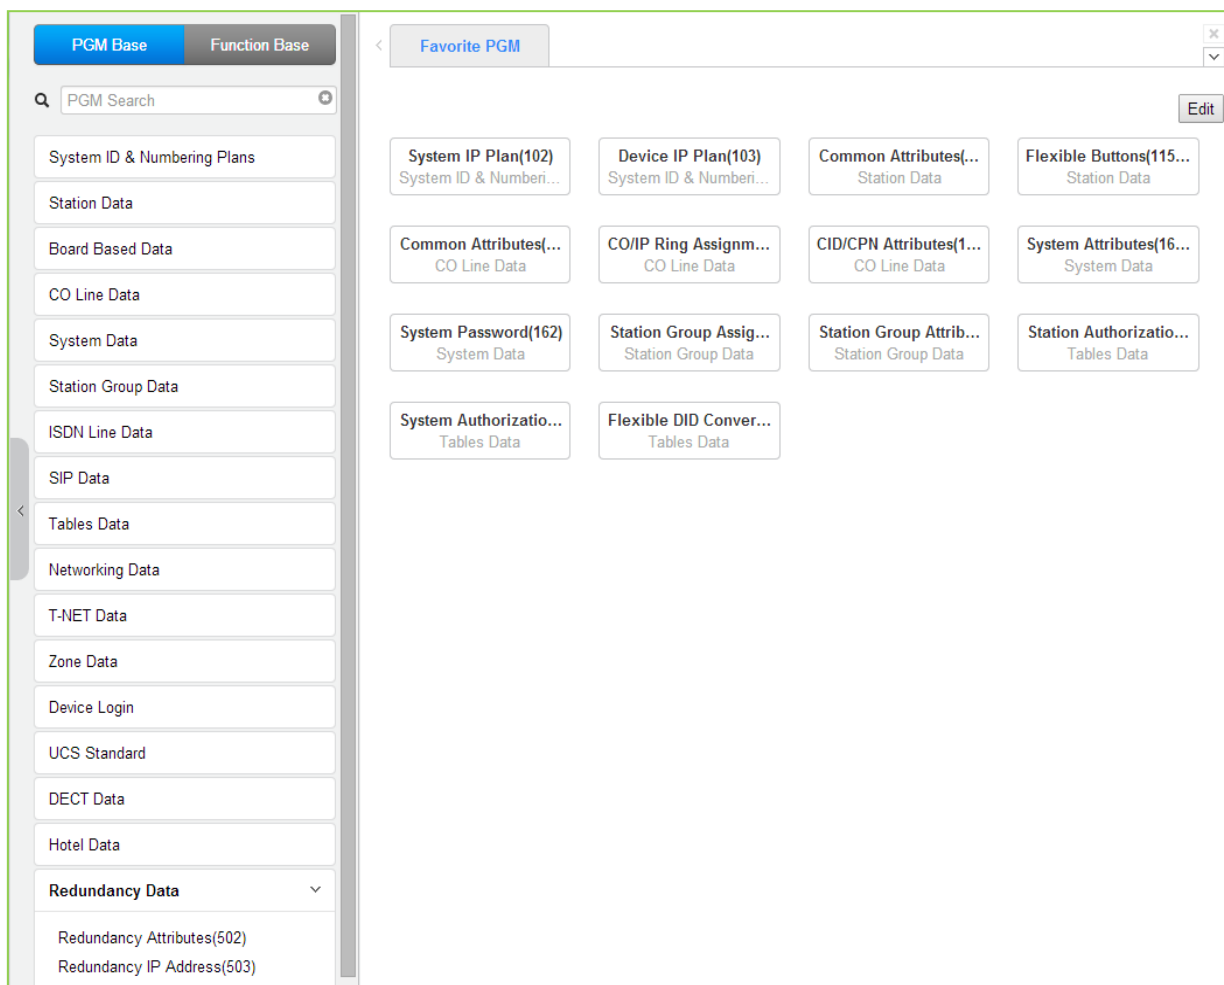 PGM Base Function Base
PGM Search
System ID & Numbering Plans
Station Data
Board Based Data
CO Line Data
System Data
Station Group Data
ISDN Line Data
SIP Data
Tables Data
Networking Data
T-NET Data
Zone Data
Device Login
UCS Standard
DECT Data
Hotel Data
Redundancy Data
Redundancy Attributes(502)
Redundancy IP Address(503)
Favorite PGM
Edit
System IP Plan(102)
System ID & Numberi...
Device IP Plan(103)
System ID & Numberi...
Common Attributes(...
Station Data
Flexible Buttons(115...
Station Data
Common Attributes(...
CO Line Data
CO/IP Ring Assignm...
CO Line Data
CID/CPN Attributes(1...
CO Line Data
System Attributes(16...
System Data
System Password(162)
System Data
Station Group Assig...
Station Group Data
Station Group Attrib...
Station Group Data
Station Authorizatio...
Tables Data
System Authorizatio...
Tables Data
Flexible DID Conver...
Tables Data